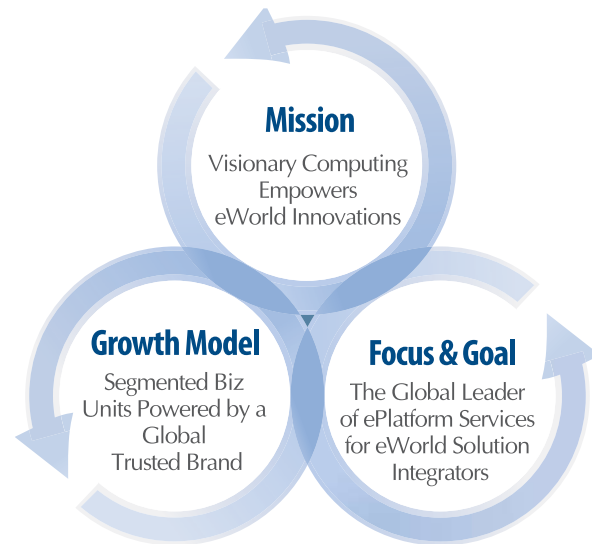 Mission
Visionary Computing
Empowers
eWorld Innovations
Growth Model
Segmented Biz
Units Powered by a
Global
Trusted Brand
Focus & Goal
The Global Leader
of ePlatform Services
for eWorld Solution
Integrators